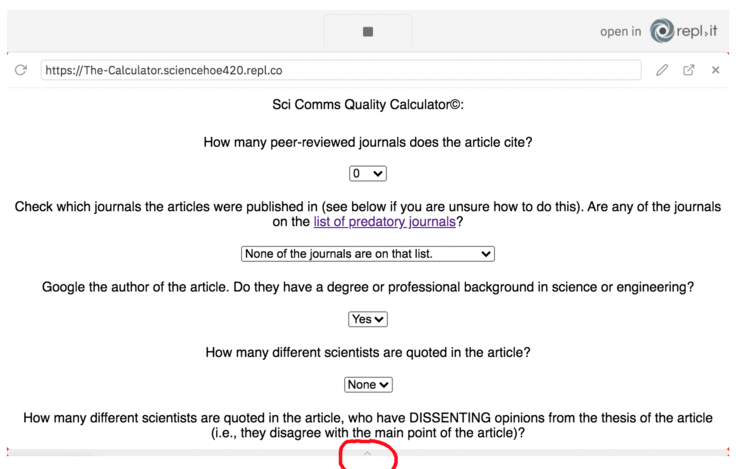 open in repl.it
https://The-Calculator.sciencehoe420.repl.co
Sci Comms Quality Calculator©:
How many peer-reviewed journals does the article cite?
0
Check which journals the articles were published in (see below if you are unsure how to do this). Are any of the journals
on the list of predatory journals?
None of the journals are on that list.
Google the author of the article. Do they have a degree or professional background in science or engineering?
Yes
How many different scientists are quoted in the article?
None
How many different scientists are quoted in the article, who have DISSENTING opinions from the thesis of the article
(i.e., they disagree with the main point of the article)?